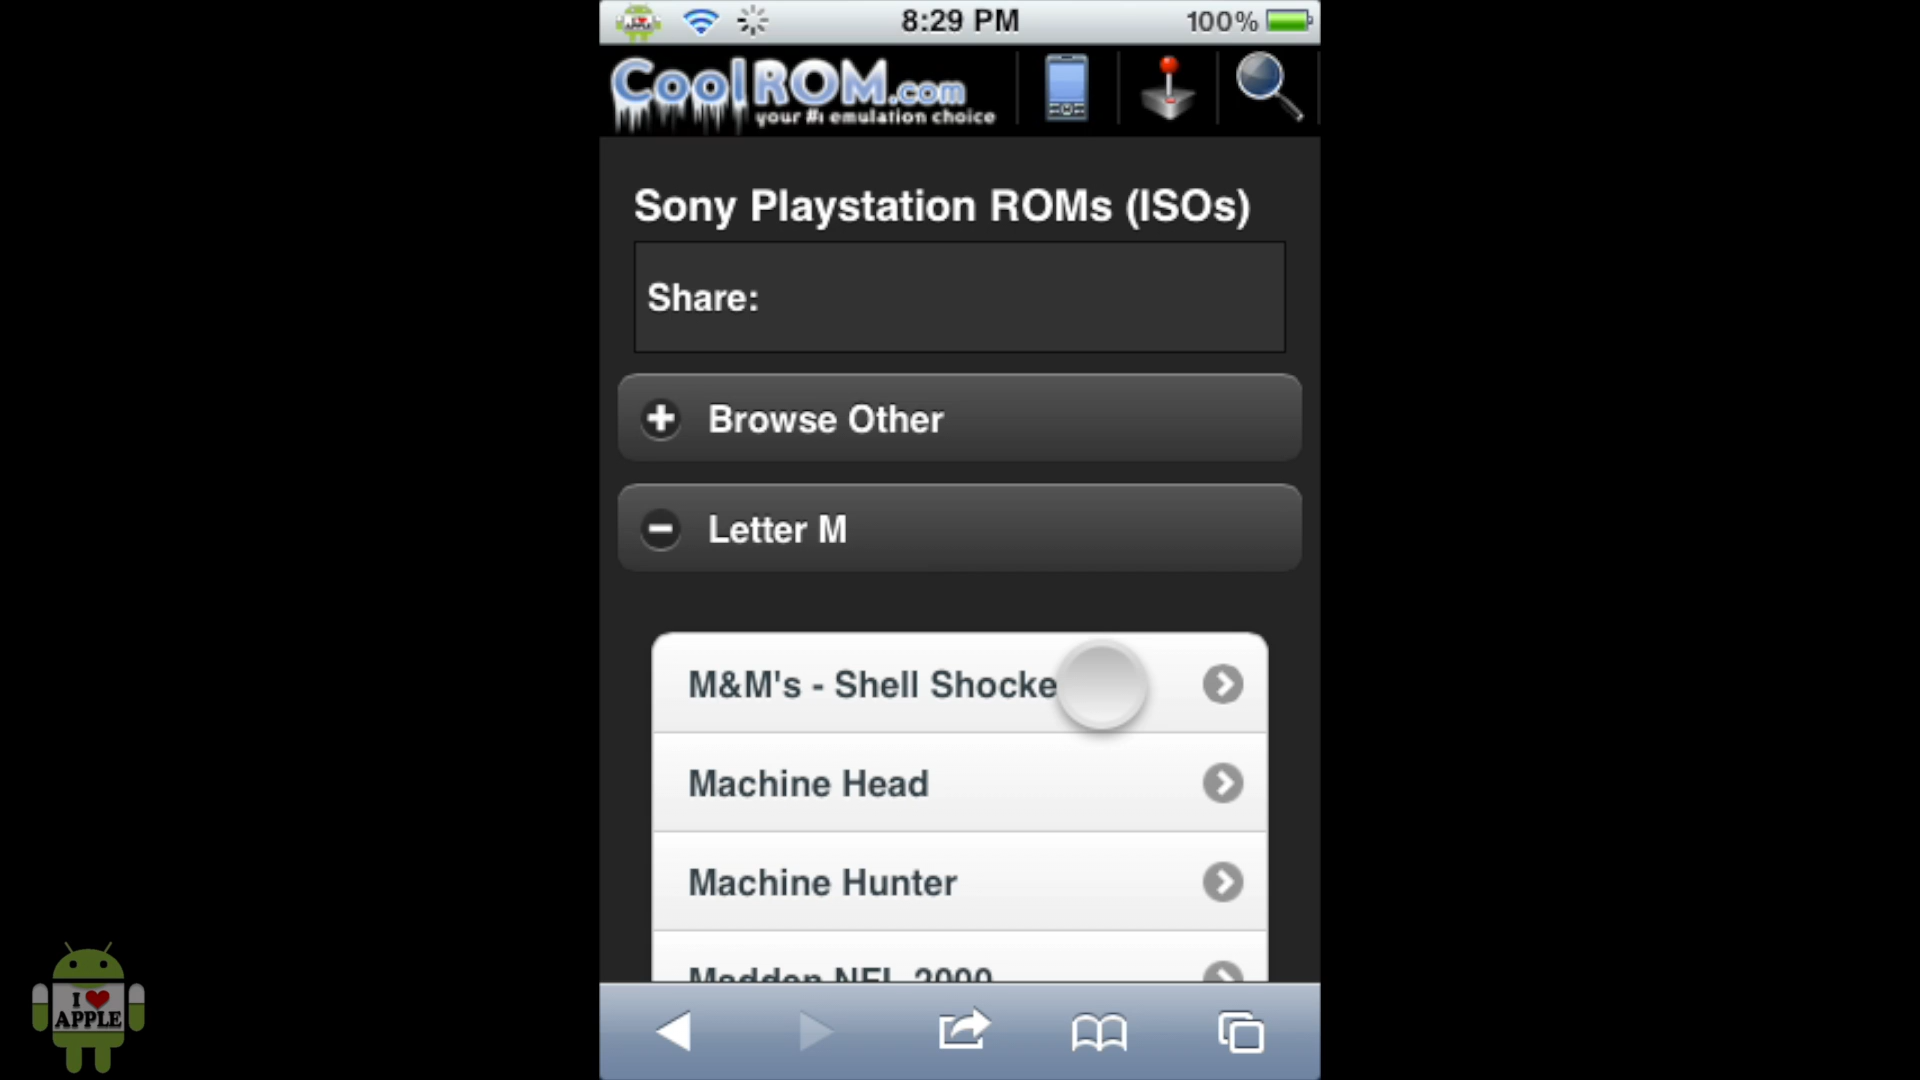 APPLE
8:29 PM
100%
CoolROM.com
your #1 emulation choice
Sony Playstation ROMs (ISOs)
Share:
Browse Other
Letter M
M&M's - Shell Shocke
Machine Head
Machine Hunter
Madden NFL 2000
I
APPLE